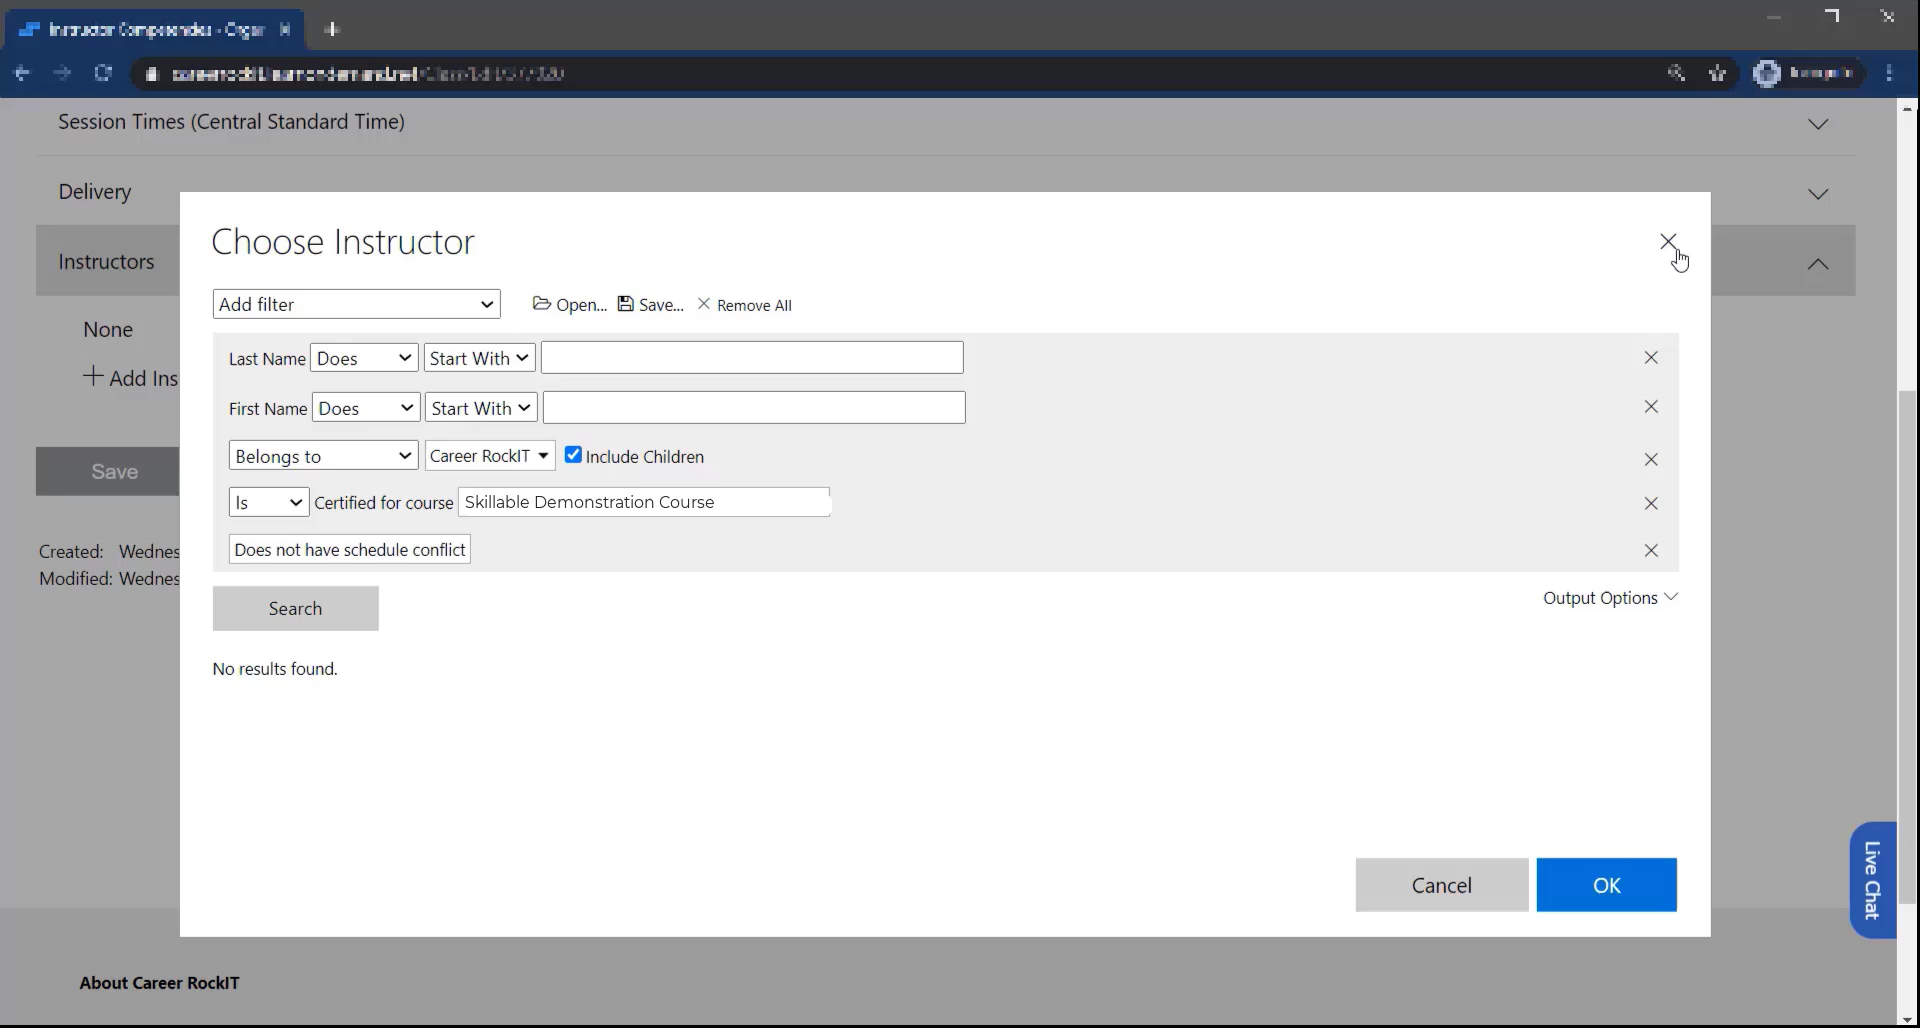 Session Times (Central Standard Time)
Delivery
Choose Instructor
Instructors
Add filter Open... Save... Remove All
None
Last Name Does Start With
Add Ins
First Name Does Start With
Belongs to Career RockIT Include Children
Save
Is Certified for course Skillable Demonstration Course
Does not have schedule conflict
Created: Wednes
Modified: Wednes
Search Output Options
No results found.
Cancel OK
Live Chat
About Career RockIT